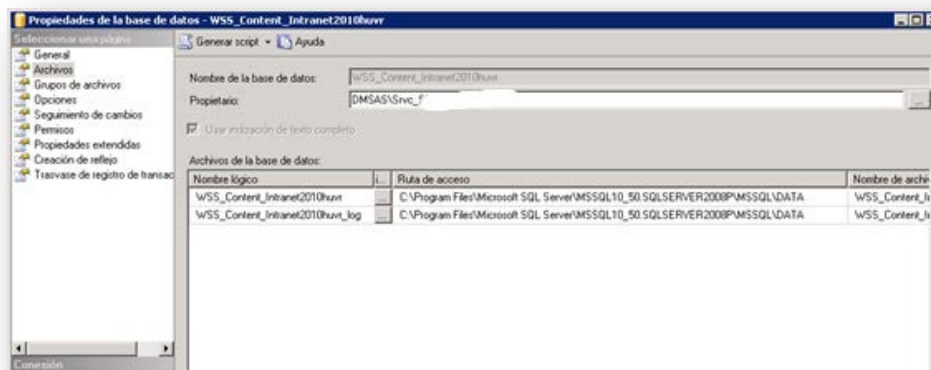 Propiedades de la base de datos - WSS_Content_Intranet2010huvr
Seleccionar una página
General
Archivos
Grupos de archivos
Opciones
Seguimiento de cambios
Permisos
Propiedades extendidas
Creación de reflejo
Trasvase de registro de transac
Conexión
Generar script Ayuda
Nombre de la base de datos: WSS_Content_Intranet2010huvr
Propietario: DMSAS\Srvc_
Usar indización de texto completo
Archivos de la base de datos:
Nombre lógico ... Ruta de acceso Nombre de archi
WSS_Content_Intranet2010huvr ... C:\Program Files\Microsoft SQL Server\MSSQL10_50.SQLSERVER2008P\MSSQL\DATA WSS_Content_I
WSS_Content_Intranet2010huvr_log ... C:\Program Files\Microsoft SQL Server\MSSQL10_50.SQLSERVER2008P\MSSQL\DATA WSS_Content_I